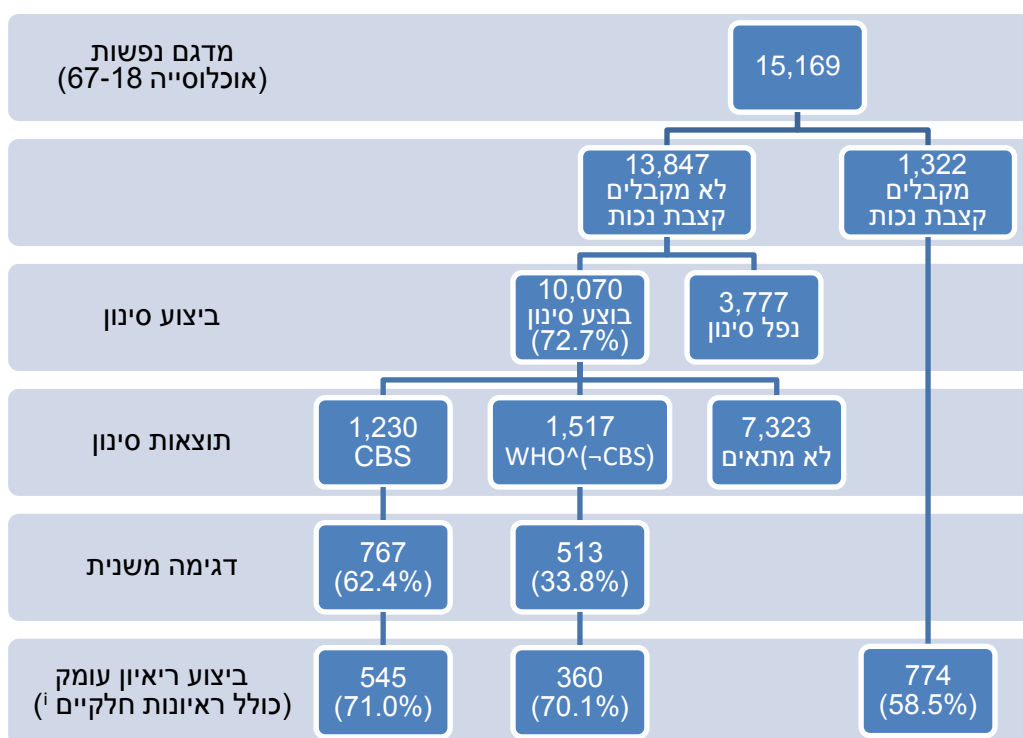 מדגם נפשות
(אוכלוסייה 67-18)
15,169
13,847
לא מקבלים
קצבת נכות
1,322
מקבלים
קצבת נכות
ביצוע סינון
10,070
בוצע סינון
(72.7%)
3,777
נפל סינון
תוצאות סינון
1,230
CBS
1,517
WHO^(¬CBS)
7,323
לא מתאים
דגימה משנית
767
(62.4%)
513
(33.8%)
ביצוע ריאיון עומק
(כולל ראיונות חלקיים i)
545
(71.0%)
360
(70.1%)
774
(58.5%)